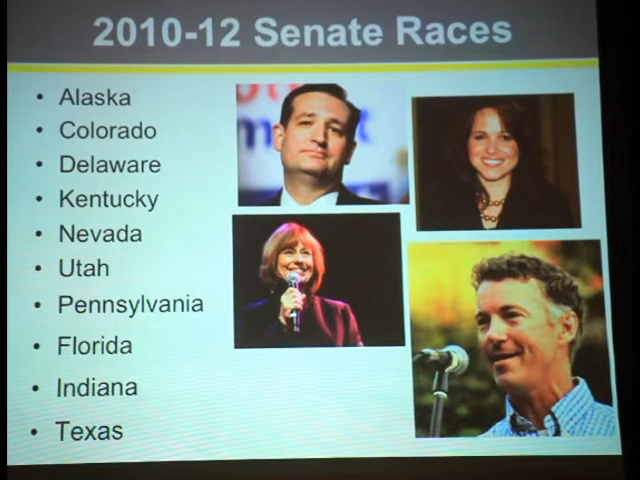 2010-12 Senate Races
• Alaska
• Colorado
• Delaware
• Kentucky
• Nevada
• Utah
• Pennsylvania
• Florida
• Indiana
• Texas